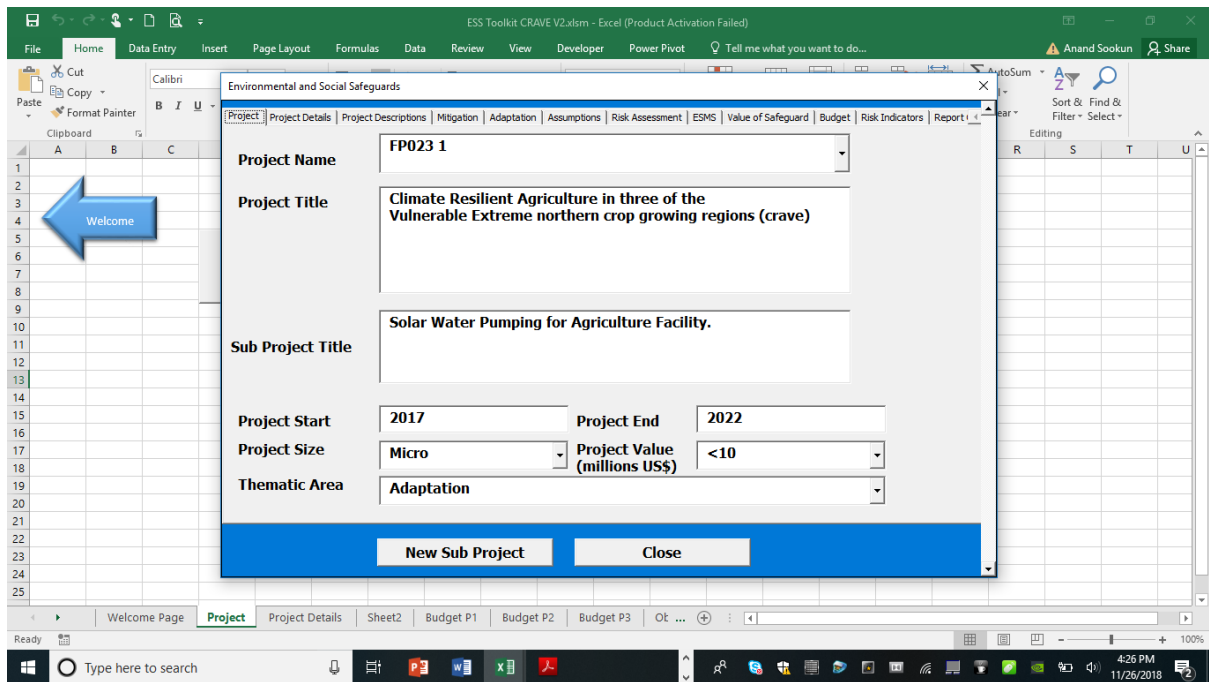 ESS Toolkit CRAVE V2.xlsm - Excel (Product Activation Failed)
File Home Data Entry Insert Page Layout Formulas Data Review View Developer Power Pivot Tell me what you want to do... Anand Sookun Share
Cut
Copy
Format Painter
Paste
Clipboard
Calibri
B I U
AutoSum
Sort & Find &
Filter Select
Editing
Environmental and Social Safeguards
Project Project Details Project Descriptions Mitigation Adaptation Assumptions Risk Assessment ESMS Value of Safeguard Budget Risk Indicators Report
A B C R S T U
1
2
3
4
5
6
7
8
9
10
11
12
13
14
15
16
17
18
19
20
21
22
23
24
25
Welcome
Project Name FP023 1
Project Title Climate Resilient Agriculture in three of the
Vulnerable Extreme northern crop growing regions (crave)
Sub Project Title Solar Water Pumping for Agriculture Facility.
Project Start 2017 Project End 2022
Project Size Micro Project Value
(millions US$) <10
Thematic Area Adaptation
New Sub Project Close
Welcome Page Project Project Details Sheet2 Budget P1 Budget P2 Budget P3 ...
Ready 100%
Type here to search 4:26 PM
11/26/2018